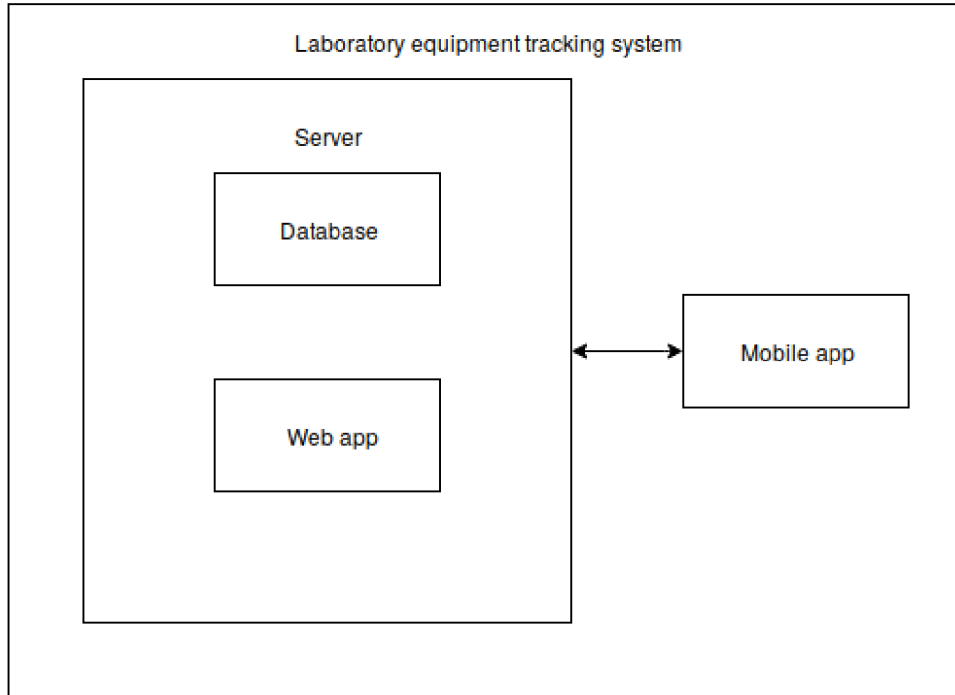 Laboratory equipment tracking system
Server
Database
Mobile app
Web app